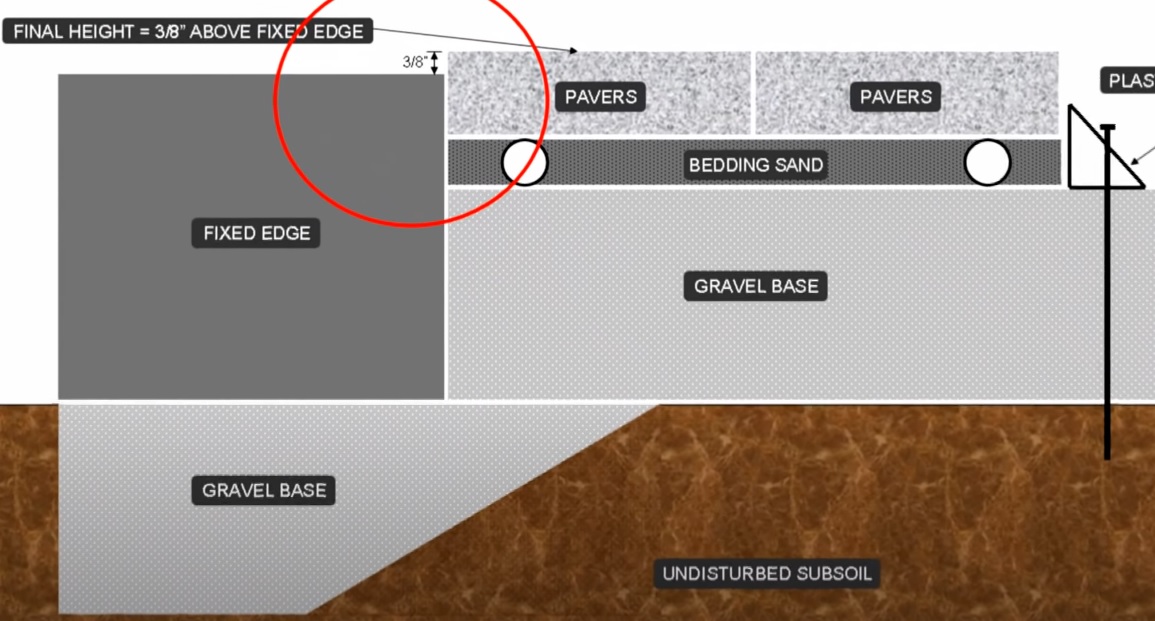 FINAL HEIGHT = 3/8" ABOVE FIXED EDGE
3/8"
PAVERS
PAVERS
PLAS
BEDDING SAND
FIXED EDGE
GRAVEL BASE
GRAVEL BASE
UNDISTURBED SUBSOIL